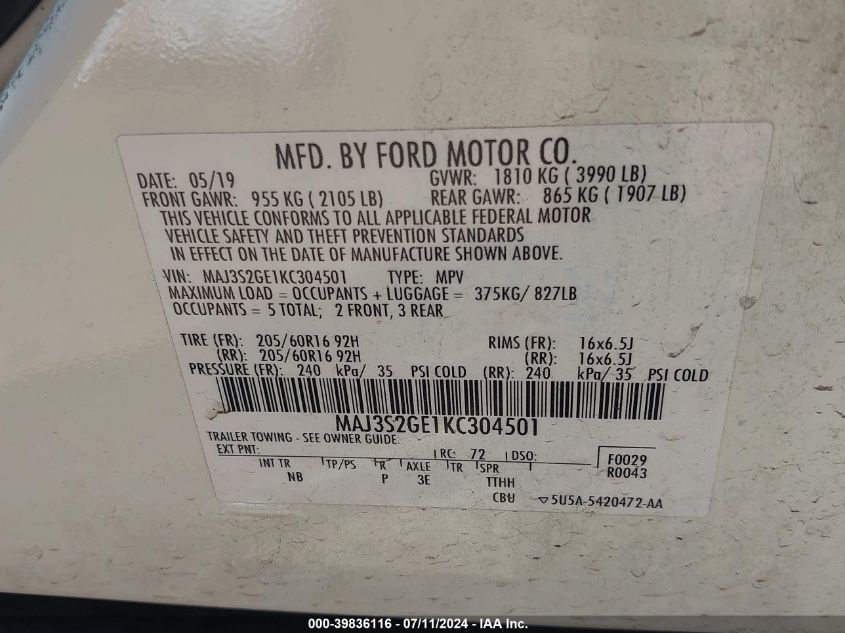 MFD. BY FORD MOTOR CO.
DATE: 05/19 GVWR: 1810 KG ( 3990 LB)
FRONT GAWR: 955 KG ( 2105 LB) REAR GAWR: 865 KG ( 1907 LB)
THIS VEHICLE CONFORMS TO ALL APPLICABLE FEDERAL MOTOR
VEHICLE SAFETY AND THEFT PREVENTION STANDARDS
IN EFFECT ON THE DATE OF MANUFACTURE SHOWN ABOVE.
VIN: MAJ3S2GE1KC304501 TYPE: MPV
MAXIMUM LOAD = OCCUPANTS + LUGGAGE = 375KG/ 827LB
OCCUPANTS = 5 TOTAL; 2 FRONT, 3 REAR
TIRE (FR): 205/60R16 92H RIMS (FR): 16x6.5J
(RR): 205/60R16 92H (RR): 16x6.5J
PRESSURE (FR): 240 kPa/ 35 PSI COLD (RR): 240 kPa/ 35 PSI COLD
MAJ3S2GE1KC304501
TRAILER TOWING - SEE OWNER GUIDE.
EXT PNT: RC: 72 DSO: F0029
R0043
INT TR TP/PS R AXLE TR SPR
NB P 3E TTHH
CBU 5U5A-5420472-AA
000-39836116 - 07/11/2024 - IAA Inc.